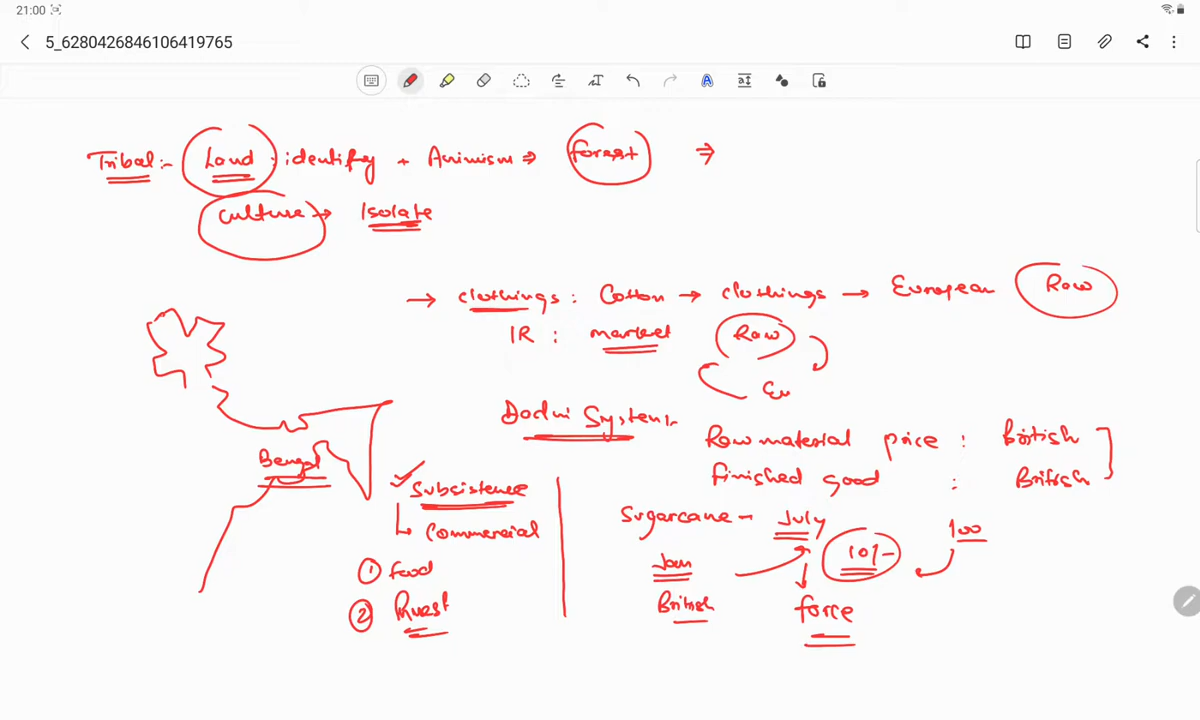 21:00
5_6280426846106419765
Tribal :- Land : identify + Animism ⇒ forest ⇒
Culture → Isolate
→ clothings : Cotton → clothings → European Raw
IR : market Raw
Eu
Dadni System
Raw material price : British
finished good : British
Bengal
Subsistence
↳ Commercial
① food
Sugarcane - July 100
Jan 10/-
British force